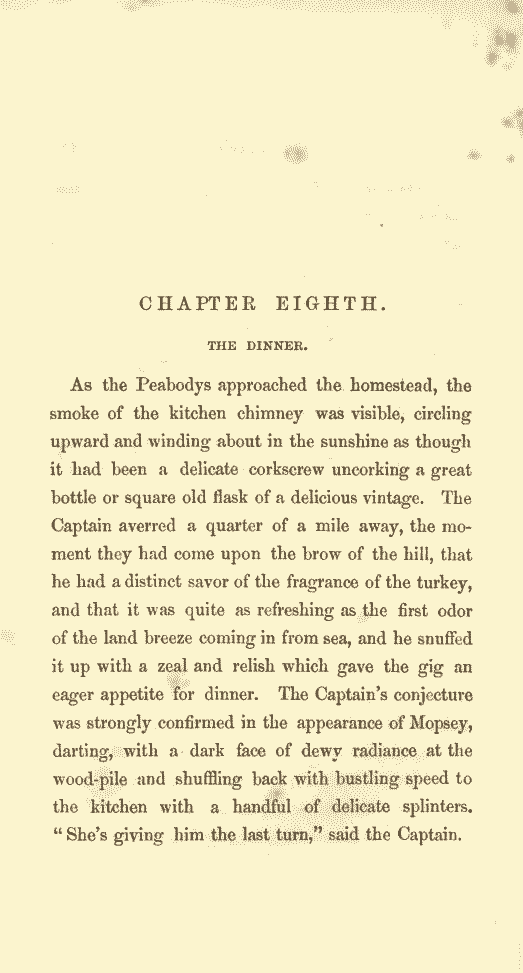 CHAPTER EIGHTH.
THE DINNER.
As the Peabodys approached the homestead, the
smoke of the kitchen chimney was visible, circling
upward and winding about in the sunshine as though
it had been a delicate corkscrew uncorking a great
bottle or square old flask of a delicious vintage. The
Captain averred a quarter of a mile away, the mo-
ment they had come upon the brow of the hill, that
he had a distinct savor of the fragrance of the turkey,
and that it was quite as refreshing as the first odor
of the land breeze coming in from sea, and he snuffed
it up with a zeal and relish which gave the gig an
eager appetite for dinner. The Captain's conjecture
was strongly confirmed in the appearance of Mopsey,
darting, with a dark face of dewy radiance at the
wood-pile and shuffling back with bustling speed to
the kitchen with a handful of delicate splinters.
“She's giving him the last turn,” said the Captain.